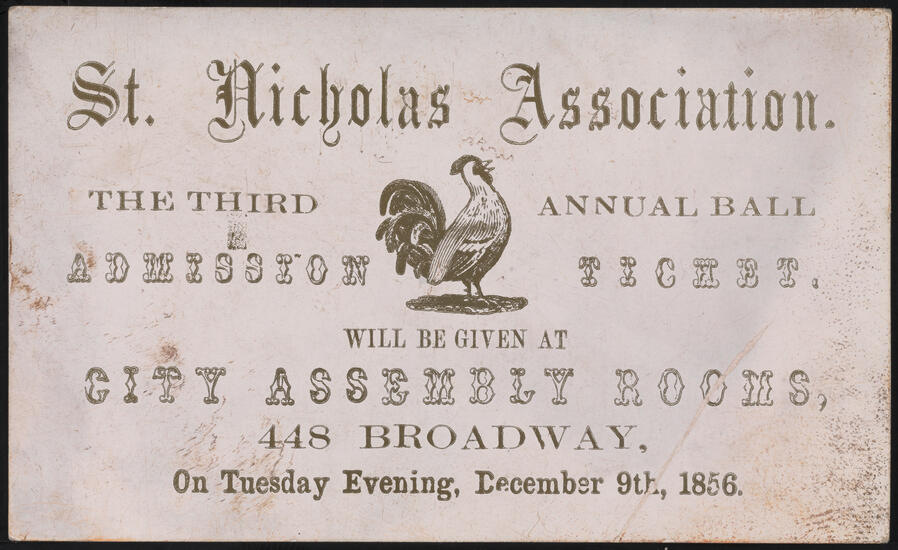 St. Nicholas Association.
THE THIRD ANNUAL BALL
ADMISSION TICKET.
WILL BE GIVEN AT
CITY ASSEMBLY ROOMS,
448 BROADWAY,
On Tuesday Evening, December 9th, 1856.